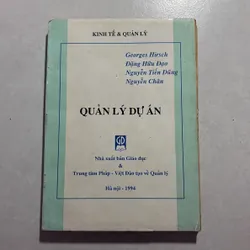 KINH TẾ & QUẢN LÝ
Georges Hirsch
Đặng Hữu Đạo
Nguyễn Tiến Dũng
Nguyễn Chân
QUẢN LÝ DỰ ÁN
GD
Nhà xuất bản Giáo dục
&
Trung tâm Pháp - Việt Đào tạo về Quản lý
Hà nội - 1994